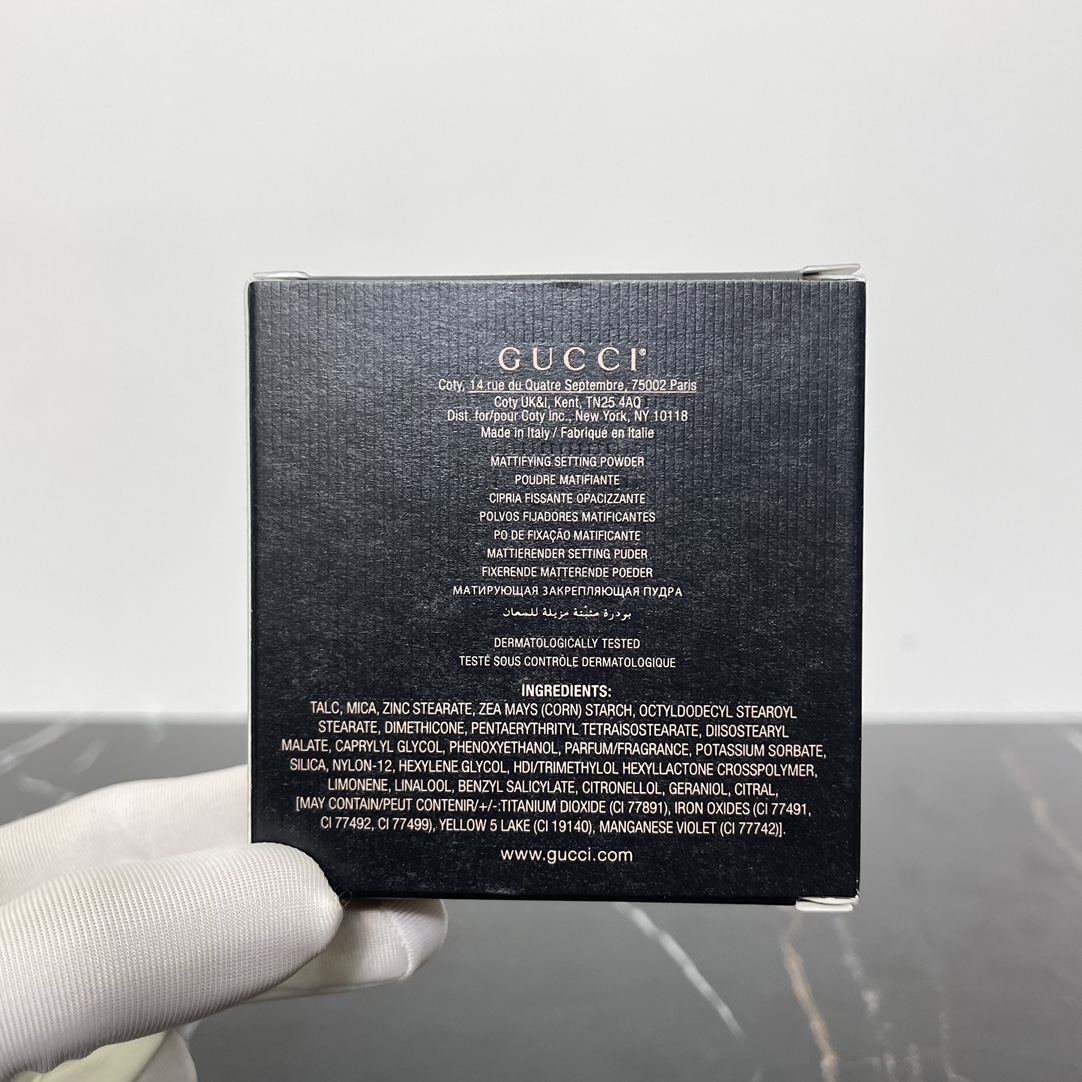 GUCCI®
Coty, 14 rue du Quatre Septembre, 75002 Paris
Coty UK&I, Kent, TN25 4AQ
Dist. for/pour Coty Inc., New York, NY 10118
Made in Italy / Fabriqué en Italie
MATTIFYING SETTING POWDER
POUDRE MATIFIANTE
CIPRIA FISSANTE OPACIZZANTE
POLVOS FIJADORES MATIFICANTES
PO DE FIXAÇÃO MATIFICANTE
MATTIERENDER SETTING PUDER
FIXERENDE MATTERENDE POEDER
МАТИРУЮЩАЯ ЗАКРЕПЛЯЮЩАЯ ПУДРА
بودرة مثبّتة مزيلة للمعان
DERMATOLOGICALLY TESTED
TESTÉ SOUS CONTRÔLE DERMATOLOGIQUE
INGREDIENTS:
TALC, MICA, ZINC STEARATE, ZEA MAYS (CORN) STARCH, OCTYLDODECYL STEAROYL
STEARATE, DIMETHICONE, PENTAERYTHRITYL TETRAISOSTEARATE, DIISOSTEARYL
MALATE, CAPRYLYL GLYCOL, PHENOXYETHANOL, PARFUM/FRAGRANCE, POTASSIUM SORBATE,
SILICA, NYLON-12, HEXYLENE GLYCOL, HDI/TRIMETHYLOL HEXYLLACTONE CROSSPOLYMER,
LIMONENE, LINALOOL, BENZYL SALICYLATE, CITRONELLOL, GERANIOL, CITRAL,
[MAY CONTAIN/PEUT CONTENIR/+/-:TITANIUM DIOXIDE (CI 77891), IRON OXIDES (CI 77491,
CI 77492, CI 77499), YELLOW 5 LAKE (CI 19140), MANGANESE VIOLET (CI 77742)].
www.gucci.com